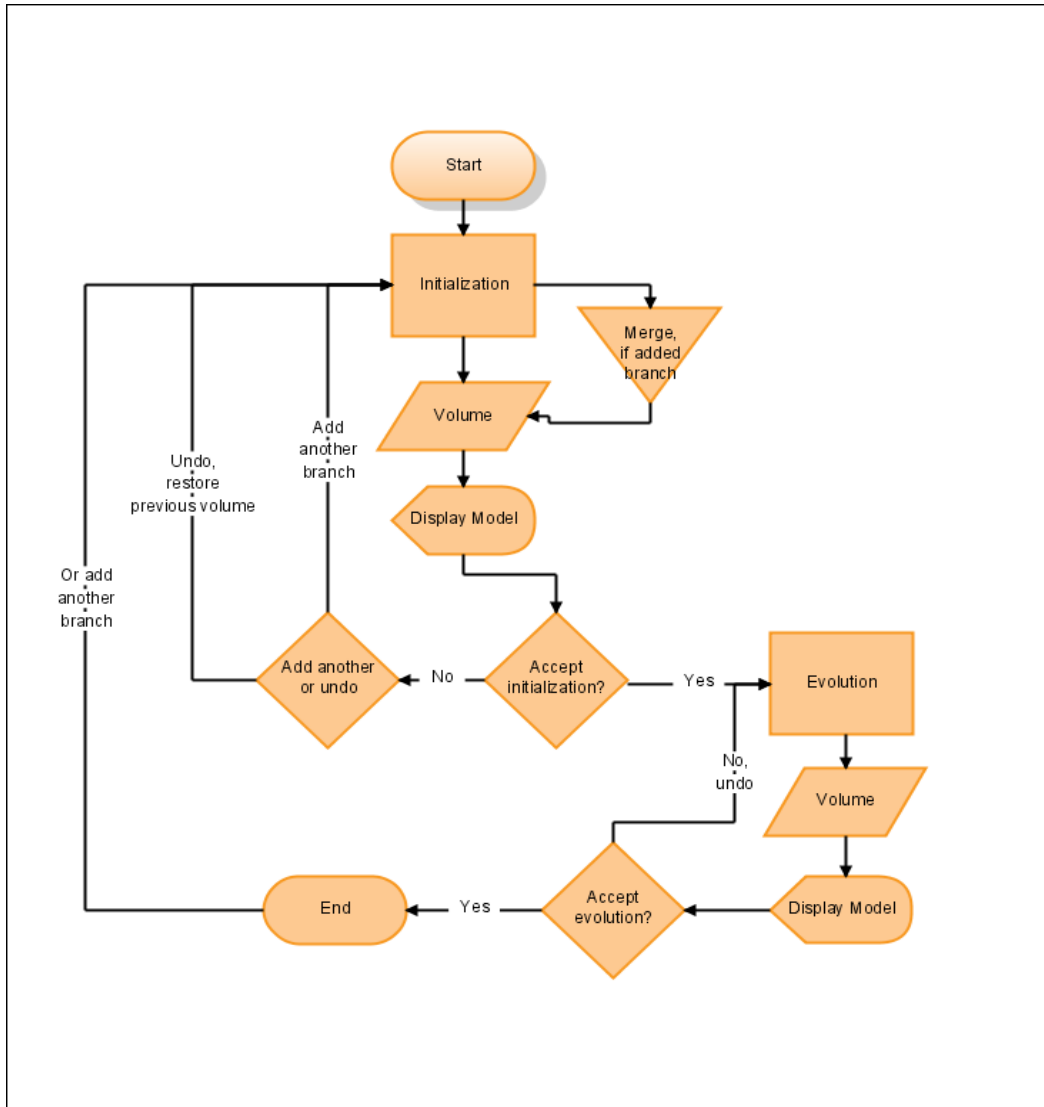 Start
Initialization
Merge,
if added
branch
Volume
Add
another
branch
Undo,
restore
previous volume
Display Model
Or add
another
branch
Add another
or undo
No
Accept
initialization?
Yes
Evolution
No,
undo
Volume
End
Yes
Accept
evolution?
Display Model